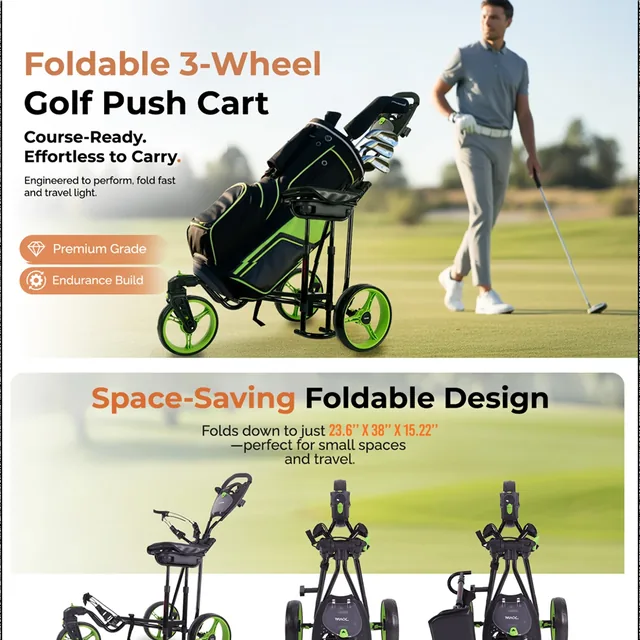 Foldable 3-Wheel
Golf Push Cart
Course-Ready.
Effortless to Carry.
Engineered to perform, fold fast
and travel light.
Premium Grade
Endurance Build
Space-Saving Foldable Design
Folds down to just 23.6'' X 38'' X 15.22''
—perfect for small spaces
and travel.